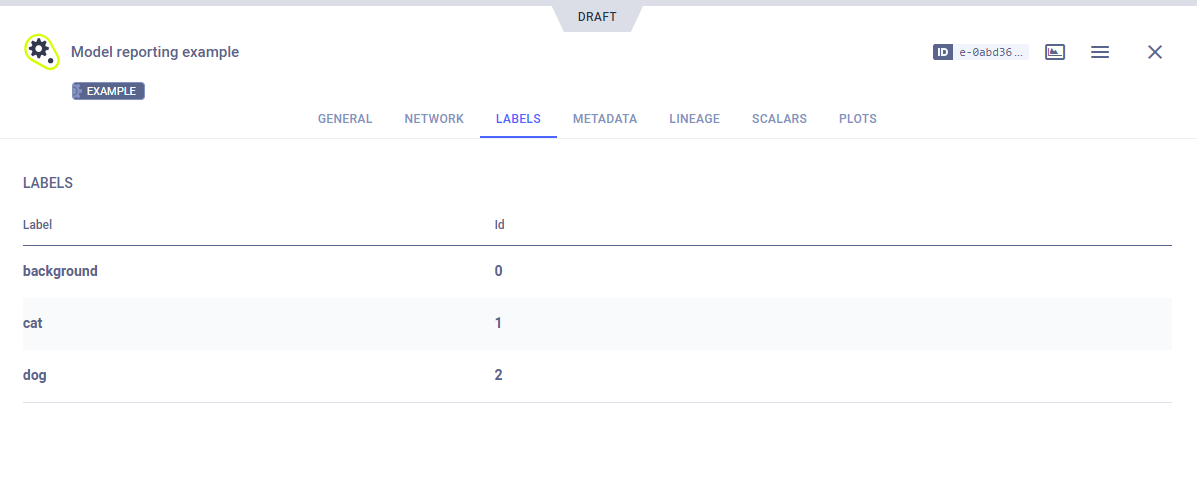 DRAFT
Model reporting example
ID e-0abd36...
EXAMPLE
GENERAL NETWORK LABELS METADATA LINEAGE SCALARS PLOTS
LABELS
Label Id
background 0
cat 1
dog 2